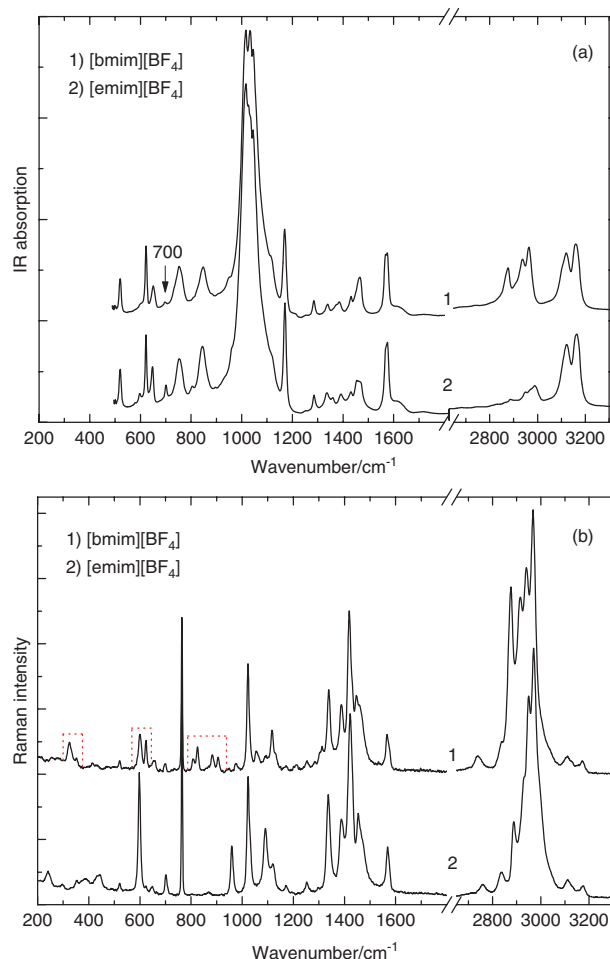 (a)
1) [bmim][BF₄]
2) [emim][BF₄]
IR absorption
700
1
2
200 400 600 800 1000 1200 1400 1600 2800 3000 3200
Wavenumber/cm⁻¹
(b)
1) [bmim][BF₄]
2) [emim][BF₄]
Raman intensity
1
2
200 400 600 800 1000 1200 1400 1600 2800 3000 3200
Wavenumber/cm⁻¹